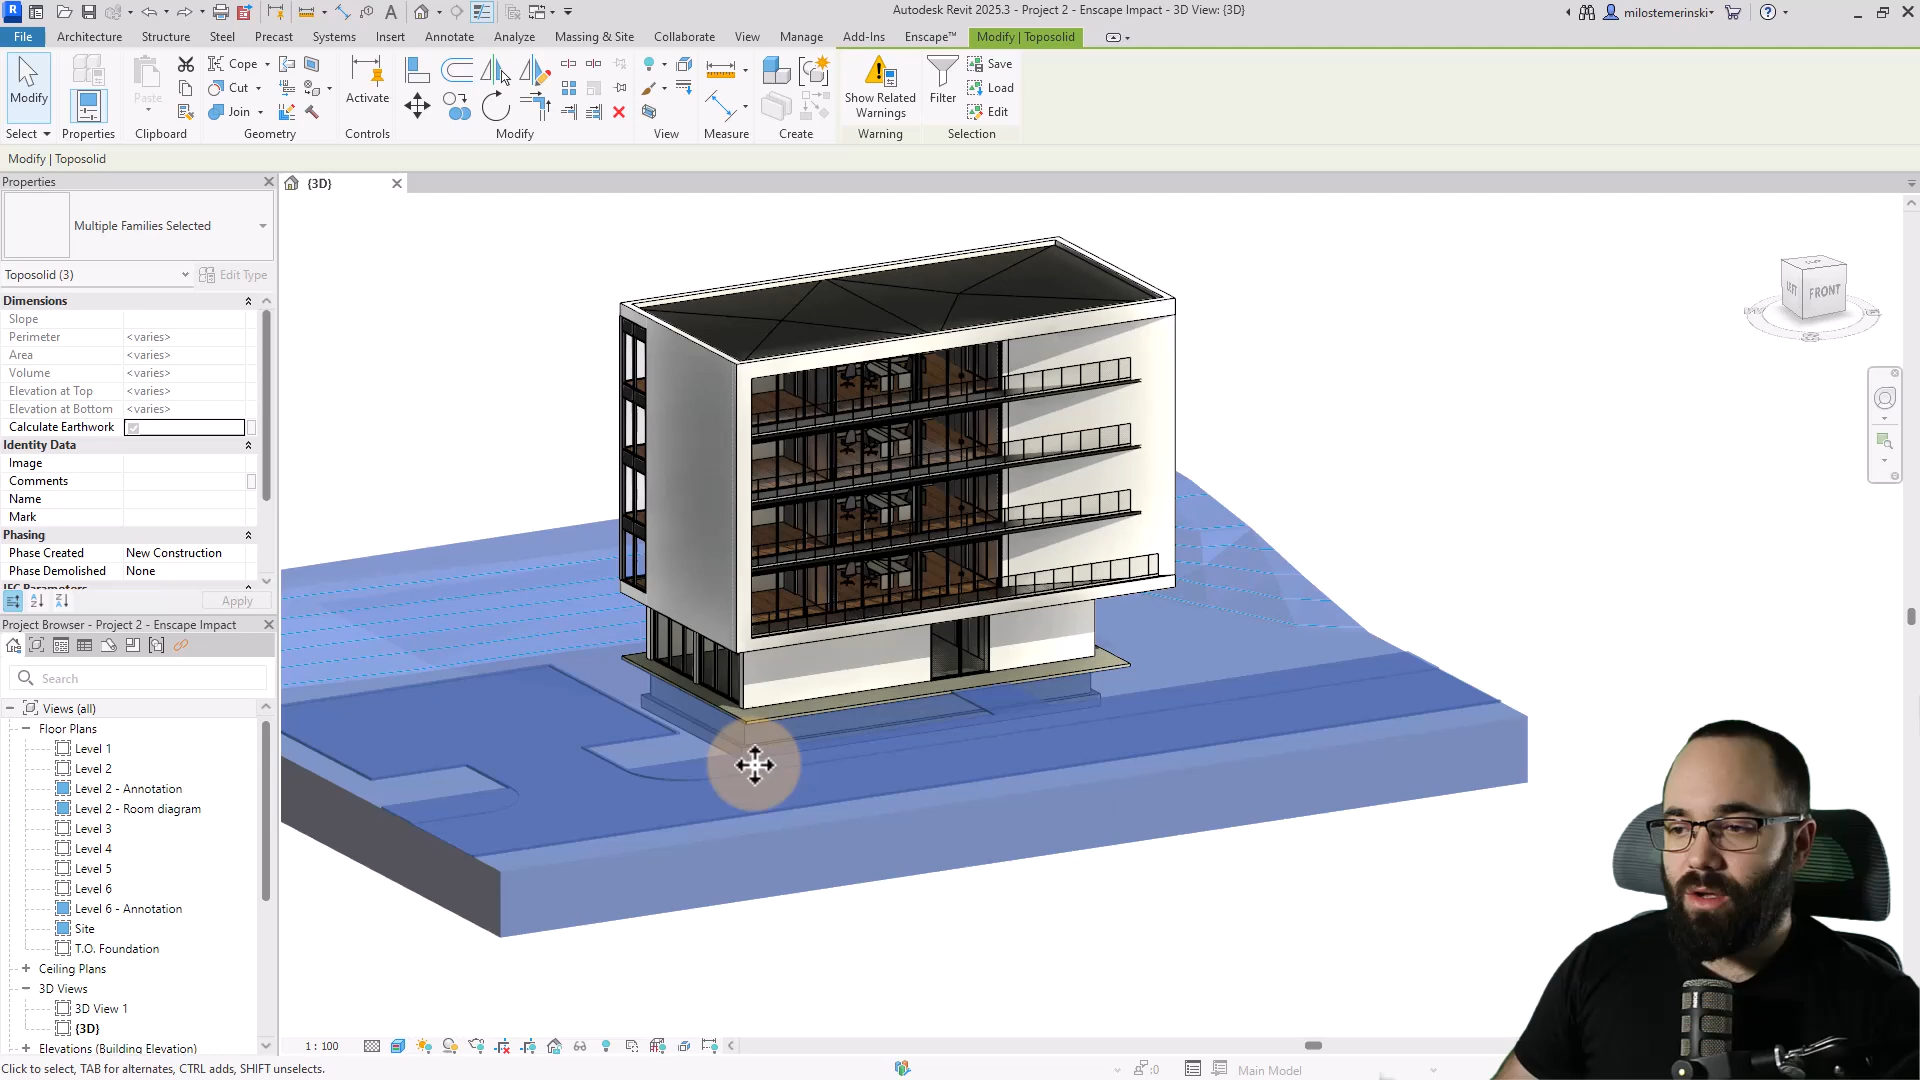 Autodesk Revit 2025.3 - Project 2 - Enscape Impact - 3D View: {3D}
milostemerinski
File
Architecture
Structure
Steel
Precast
Systems
Insert
Annotate
Analyze
Massing & Site
Collaborate
View
Manage
Add-Ins
Enscape™
Modify | Toposolid
Modify
Paste
Cope
Cut
Join
Activate
Show Related
Warnings
Filter
Save
Load
Edit
Select
Properties
Clipboard
Geometry
Controls
Modify
View
Measure
Create
Warning
Selection
Modify | Toposolid
Properties
{3D}
Multiple Families Selected
Toposolid (3)
Edit Type
Dimensions
Slope
Perimeter <varies>
Area <varies>
Volume <varies>
Elevation at Top <varies>
Elevation at Bottom <varies>
Calculate Earthwork
Identity Data
Image
Comments
Name
Mark
Phasing
Phase Created New Construction
Phase Demolished None
IFC Parameters
Apply
Project Browser - Project 2 - Enscape Impact
Search
Views (all)
Floor Plans
Level 1
Level 2
Level 2 - Annotation
Level 2 - Room diagram
Level 3
Level 4
Level 5
Level 6
Level 6 - Annotation
Site
T.O. Foundation
Ceiling Plans
3D Views
3D View 1
{3D}
Elevations (Building Elevation)
TOP
LEFT
FRONT
1 : 100
Click to select, TAB for alternates, CTRL adds, SHIFT unselects.
:0
Main Model